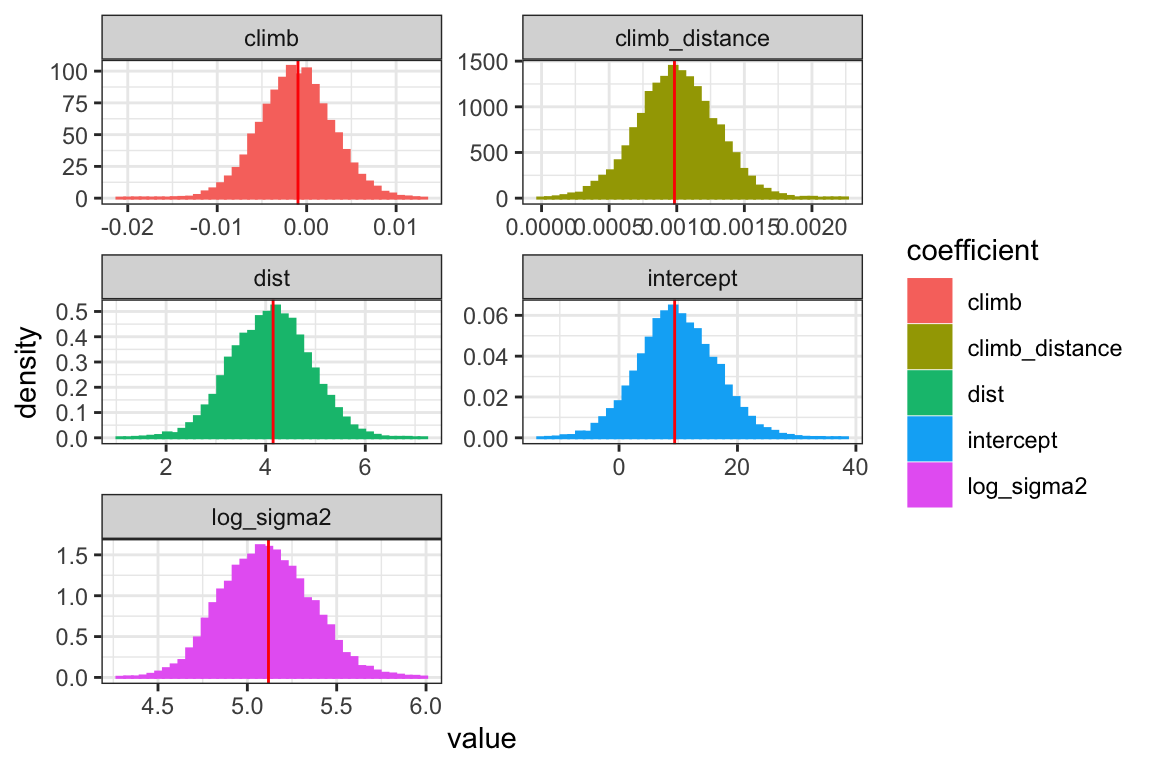 climb
climb_distance
100
75
50
25
0
1500
1000
500
0
-0.02 -0.01 0.00 0.01
0.0000 0.0005 0.0010 0.0015 0.0020
dist
intercept
0.5
0.4
0.3
0.2
0.1
0.0
0.06
0.04
0.02
0.00
2 4 6
0 20 40
log_sigma2
1.5
1.0
0.5
0.0
4.5 5.0 5.5 6.0
density
value
coefficient
climb
climb_distance
dist
intercept
log_sigma2